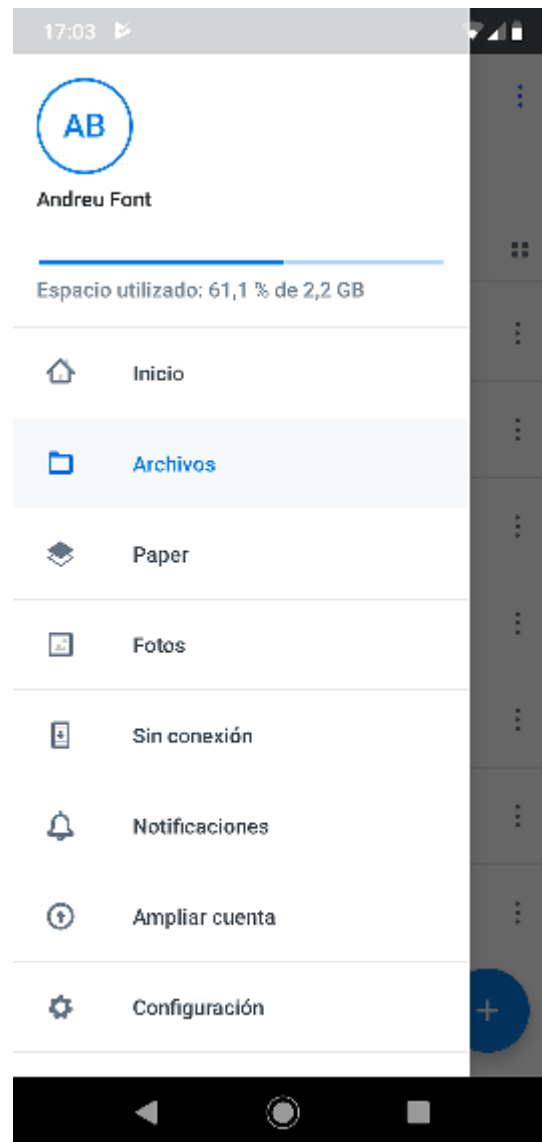 17:03
AB
Andreu Font
Espacio utilizado: 61,1 % de 2,2 GB
Inicio
Archivos
Paper
Fotos
Sin conexión
Notificaciones
Ampliar cuenta
Configuración